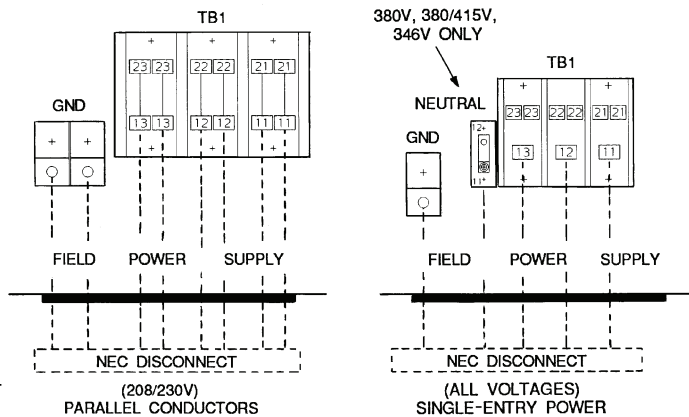 TB1
23 23 22 22 21 21
GND
13 13 12 12 11 11
FIELD POWER SUPPLY
NEC DISCONNECT
(208/230V)
PARALLEL CONDUCTORS
380V, 380/415V,
346V ONLY
TB1
NEUTRAL
GND
23 23 22 22 21 21
12
13 12 11
11
FIELD POWER SUPPLY
NEC DISCONNECT
(ALL VOLTAGES)
SINGLE-ENTRY POWER